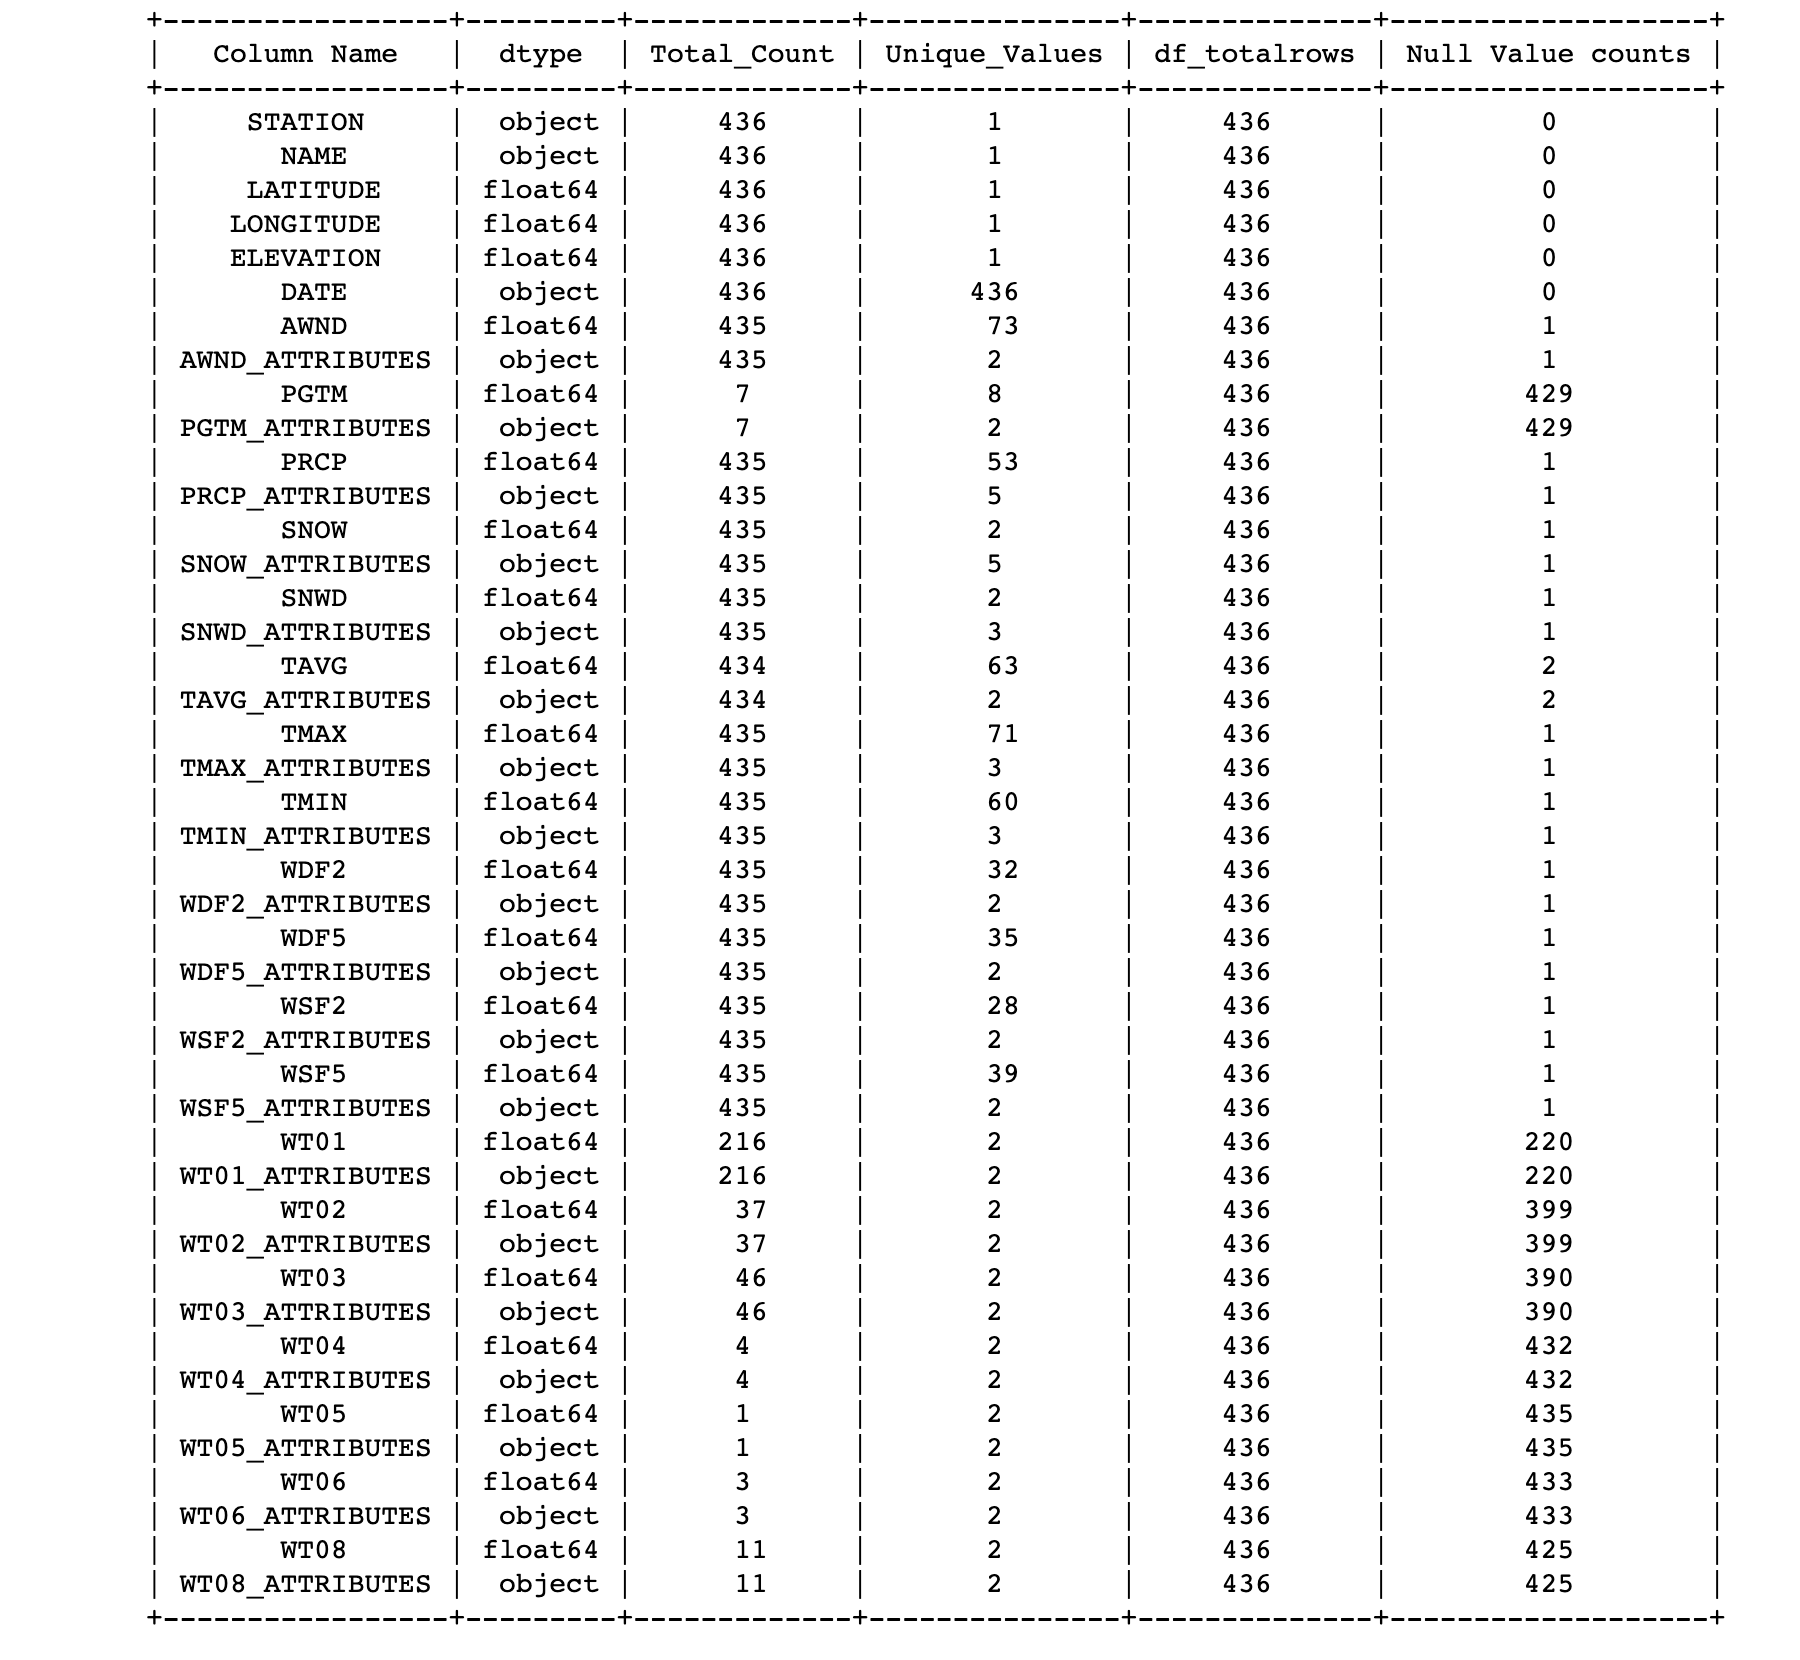 +-----------------+---------+-------------+---------------+--------------+-------------------+
|   Column Name   |  dtype  | Total_Count | Unique_Values | df_totalrows | Null Value counts |
+-----------------+---------+-------------+---------------+--------------+-------------------+
|     STATION     |  object |     436     |       1       |     436      |         0         |
|       NAME      |  object |     436     |       1       |     436      |         0         |
|     LATITUDE    | float64 |     436     |       1       |     436      |         0         |
|    LONGITUDE    | float64 |     436     |       1       |     436      |         0         |
|    ELEVATION    | float64 |     436     |       1       |     436      |         0         |
|       DATE      |  object |     436     |      436      |     436      |         0         |
|       AWND      | float64 |     435     |       73      |     436      |         1         |
| AWND_ATTRIBUTES |  object |     435     |       2       |     436      |         1         |
|       PGTM      | float64 |      7      |       8       |     436      |        429        |
| PGTM_ATTRIBUTES |  object |      7      |       2       |     436      |        429        |
|       PRCP      | float64 |     435     |       53      |     436      |         1         |
| PRCP_ATTRIBUTES |  object |     435     |       5       |     436      |         1         |
|       SNOW      | float64 |     435     |       2       |     436      |         1         |
| SNOW_ATTRIBUTES |  object |     435     |       5       |     436      |         1         |
|       SNWD      | float64 |     435     |       2       |     436      |         1         |
| SNWD_ATTRIBUTES |  object |     435     |       3       |     436      |         1         |
|       TAVG      | float64 |     434     |       63      |     436      |         2         |
| TAVG_ATTRIBUTES |  object |     434     |       2       |     436      |         2         |
|       TMAX      | float64 |     435     |       71      |     436      |         1         |
| TMAX_ATTRIBUTES |  object |     435     |       3       |     436      |         1         |
|       TMIN      | float64 |     435     |       60      |     436      |         1         |
| TMIN_ATTRIBUTES |  object |     435     |       3       |     436      |         1         |
|       WDF2      | float64 |     435     |       32      |     436      |         1         |
| WDF2_ATTRIBUTES |  object |     435     |       2       |     436      |         1         |
|       WDF5      | float64 |     435     |       35      |     436      |         1         |
| WDF5_ATTRIBUTES |  object |     435     |       2       |     436      |         1         |
|       WSF2      | float64 |     435     |       28      |     436      |         1         |
| WSF2_ATTRIBUTES |  object |     435     |       2       |     436      |         1         |
|       WSF5      | float64 |     435     |       39      |     436      |         1         |
| WSF5_ATTRIBUTES |  object |     435     |       2       |     436      |         1         |
|       WT01      | float64 |     216     |       2       |     436      |        220        |
| WT01_ATTRIBUTES |  object |     216     |       2       |     436      |        220        |
|       WT02      | float64 |      37     |       2       |     436      |        399        |
| WT02_ATTRIBUTES |  object |      37     |       2       |     436      |        399        |
|       WT03      | float64 |      46     |       2       |     436      |        390        |
| WT03_ATTRIBUTES |  object |      46     |       2       |     436      |        390        |
|       WT04      | float64 |      4      |       2       |     436      |        432        |
| WT04_ATTRIBUTES |  object |      4      |       2       |     436      |        432        |
|       WT05      | float64 |      1      |       2       |     436      |        435        |
| WT05_ATTRIBUTES |  object |      1      |       2       |     436      |        435        |
|       WT06      | float64 |      3      |       2       |     436      |        433        |
| WT06_ATTRIBUTES |  object |      3      |       2       |     436      |        433        |
|       WT08      | float64 |      11     |       2       |     436      |        425        |
| WT08_ATTRIBUTES |  object |      11     |       2       |     436      |        425        |
+-----------------+---------+-------------+---------------+--------------+-------------------+